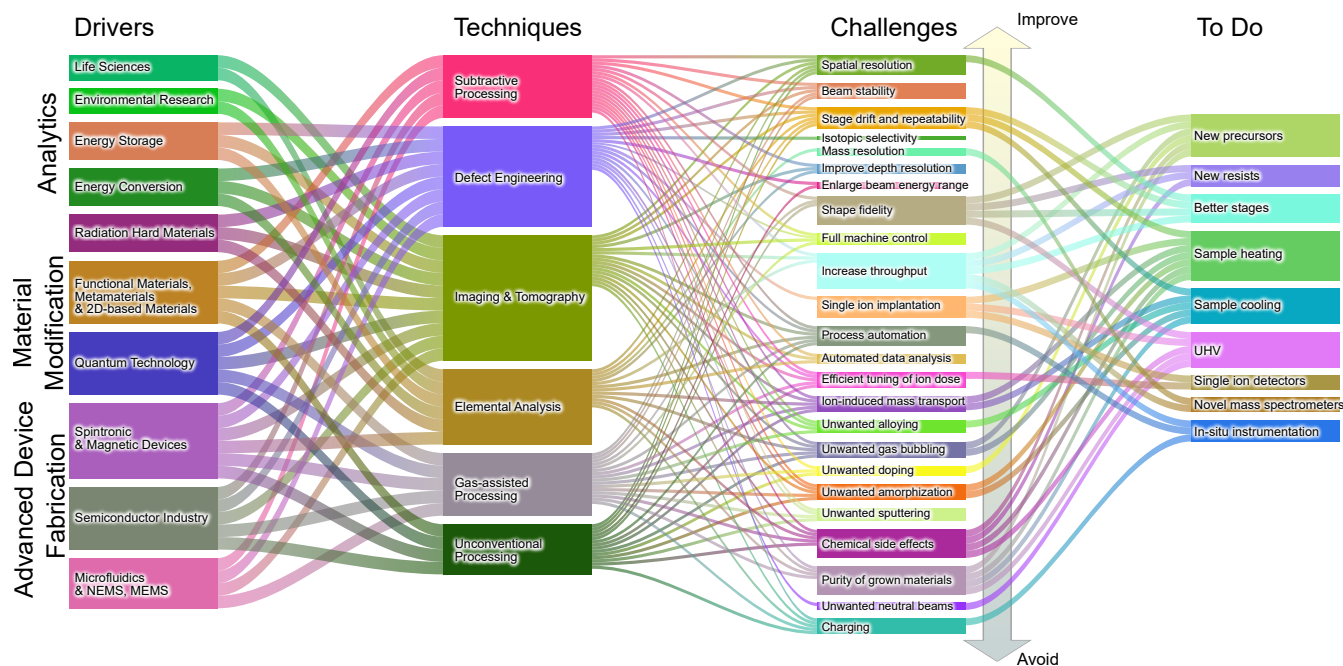 Drivers
Techniques
Challenges
Improve
To Do
Analytics
Material
Modification
Advanced Device
Fabrication
Life Sciences
Environmental Research
Energy Storage
Energy Conversion
Radiation Hard Materials
Functional Materials,
Metamaterials
& 2D-based Materials
Quantum Technology
Spintronic
& Magnetic Devices
Semiconductor Industry
Microfluidics
& NEMS, MEMS
Subtractive
Processing
Defect Engineering
Imaging & Tomography
Elemental Analysis
Gas-assisted
Processing
Unconventional
Processing
Spatial resolution
Beam stability
Stage drift and repeatability
Isotopic selectivity
Mass resolution
Improve depth resolution
Enlarge beam energy range
Shape fidelity
Full machine control
Increase throughput
Single ion implantation
Process automation
Automated data analysis
Efficient tuning of ion dose
Ion-induced mass transport
Unwanted alloying
Unwanted gas bubbling
Unwanted doping
Unwanted amorphization
Unwanted sputtering
Chemical side effects
Purity of grown materials
Unwanted neutral beams
Charging
Avoid
New precursors
New resists
Better stages
Sample heating
Sample cooling
UHV
Single ion detectors
Novel mass spectrometers
In-situ instrumentation